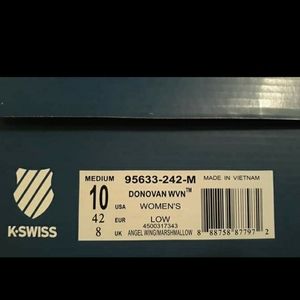 MEDIUM 95633-242-M MADE IN VIETNAM
10 USA DONOVAN WVN™
WOMEN'S
42 EUR LOW
4500317343
8 UK ANGEL WING/MARSHMALLOW 8 88758 87797 2
K·SWISS